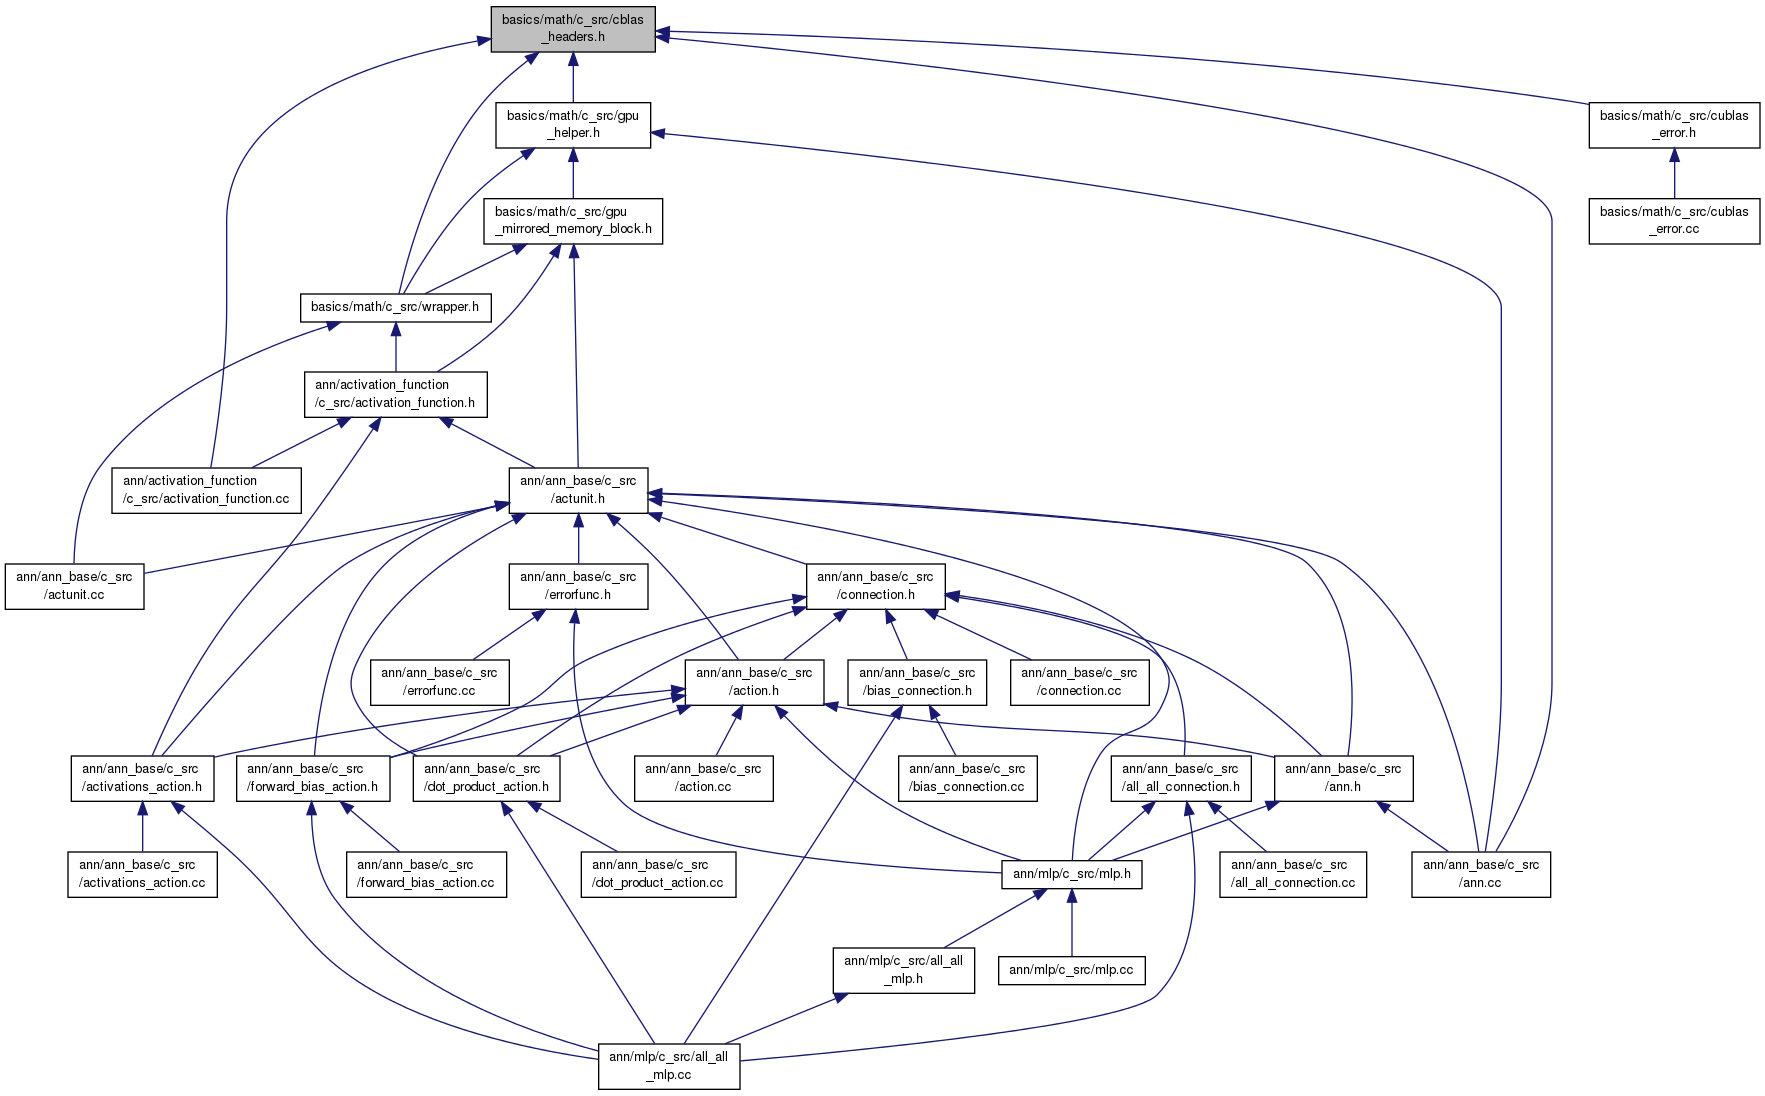 basics/math/c_src/cblas
_headers.h
basics/math/c_src/gpu
_helper.h
basics/math/c_src/cublas
_error.h
basics/math/c_src/gpu
_mirrored_memory_block.h
basics/math/c_src/cublas
_error.cc
basics/math/c_src/wrapper.h
ann/activation_function
/c_src/activation_function.h
ann/activation_function
/c_src/activation_function.cc
ann/ann_base/c_src
/actunit.h
ann/ann_base/c_src
/actunit.cc
ann/ann_base/c_src
/errorfunc.h
ann/ann_base/c_src
/connection.h
ann/ann_base/c_src
/errorfunc.cc
ann/ann_base/c_src
/action.h
ann/ann_base/c_src
/bias_connection.h
ann/ann_base/c_src
/connection.cc
ann/ann_base/c_src
/activations_action.h
ann/ann_base/c_src
/forward_bias_action.h
ann/ann_base/c_src
/dot_product_action.h
ann/ann_base/c_src
/action.cc
ann/ann_base/c_src
/bias_connection.cc
ann/ann_base/c_src
/all_all_connection.h
ann/ann_base/c_src
/ann.h
ann/ann_base/c_src
/activations_action.cc
ann/ann_base/c_src
/forward_bias_action.cc
ann/ann_base/c_src
/dot_product_action.cc
ann/mlp/c_src/mlp.h
ann/ann_base/c_src
/all_all_connection.cc
ann/ann_base/c_src
/ann.cc
ann/mlp/c_src/all_all
_mlp.h
ann/mlp/c_src/mlp.cc
ann/mlp/c_src/all_all
_mlp.cc